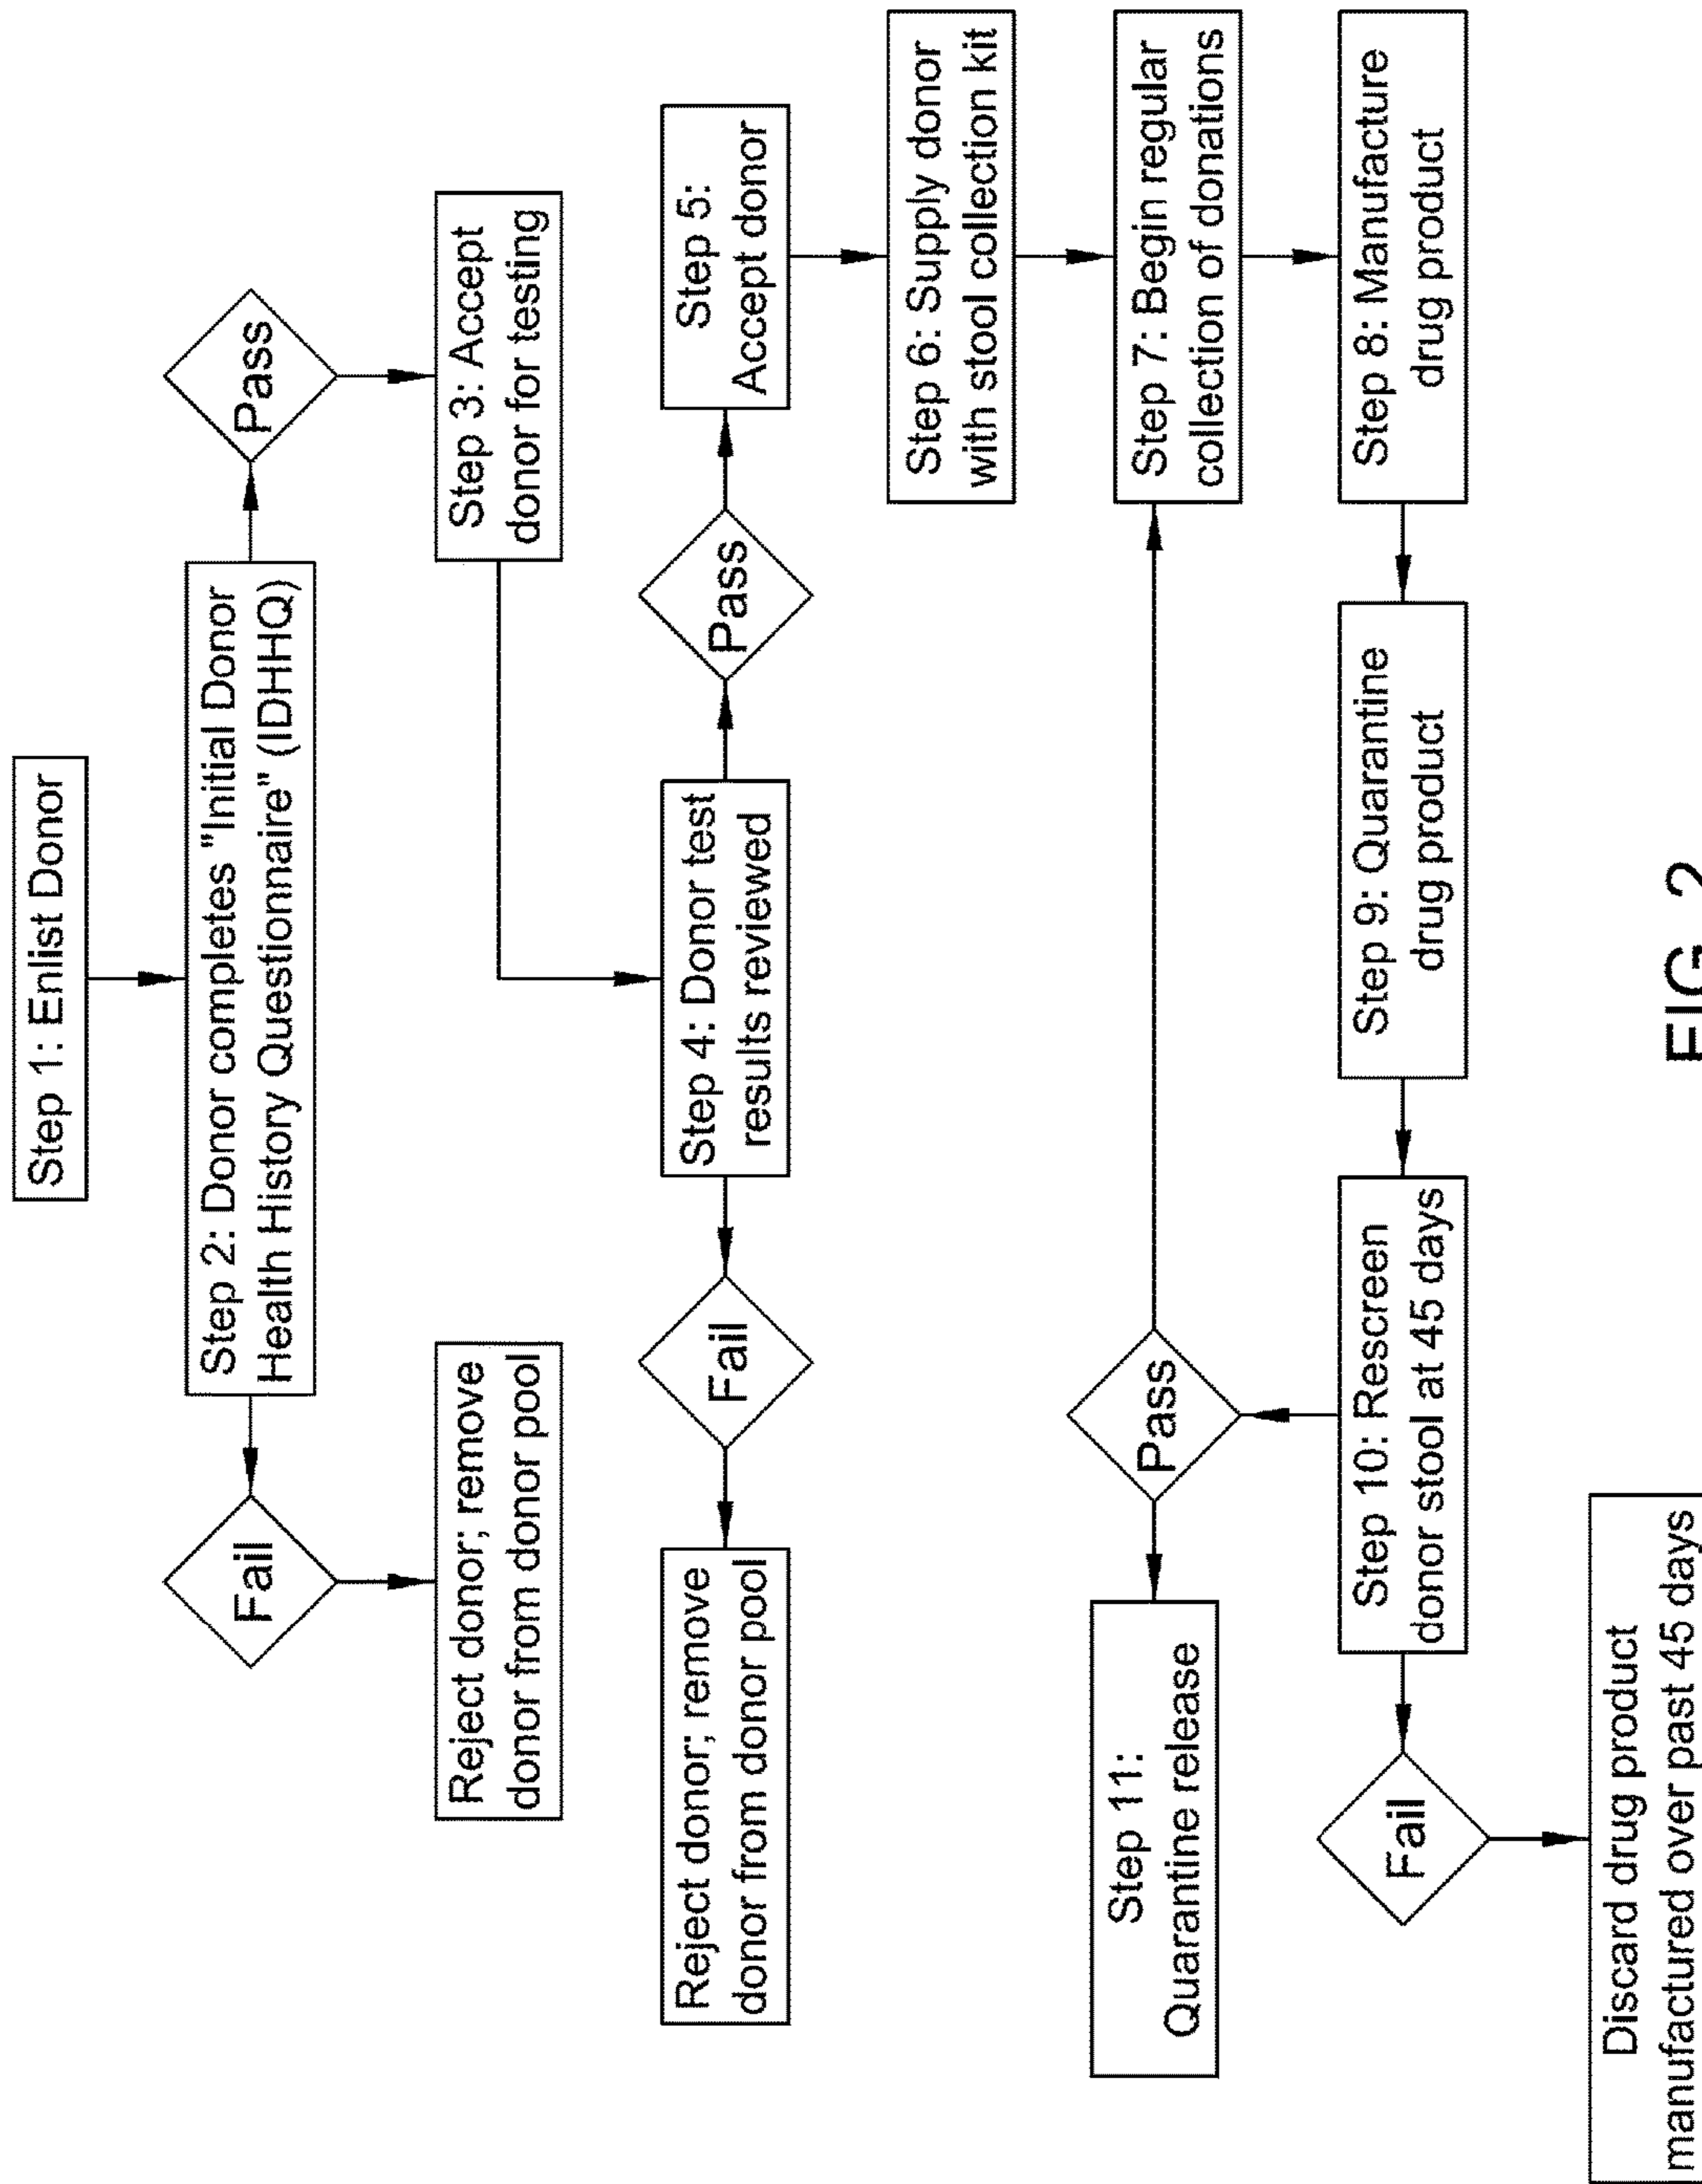 Step 1: Enlist Donor
Step 2: Donor completes "Initial Donor
Health History Questionnaire" (IDHHQ)
Fail
Pass
Reject donor; remove
donor from donor pool
Step 3: Accept
donor for testing
Step 4: Donor test
results reviewed
Fail
Pass
Reject donor; remove
donor from donor pool
Step 5:
Accept donor
Step 6: Supply donor
with stool collection kit
Step 7: Begin regular
collection of donations
Step 8: Manufacture
drug product
Step 9: Quarantine
drug product
Step 10: Rescreen
donor stool at 45 days
Pass
Step 11:
Quarantine release
Fail
Discard drug product
manufactured over past 45 days
FIG. 2